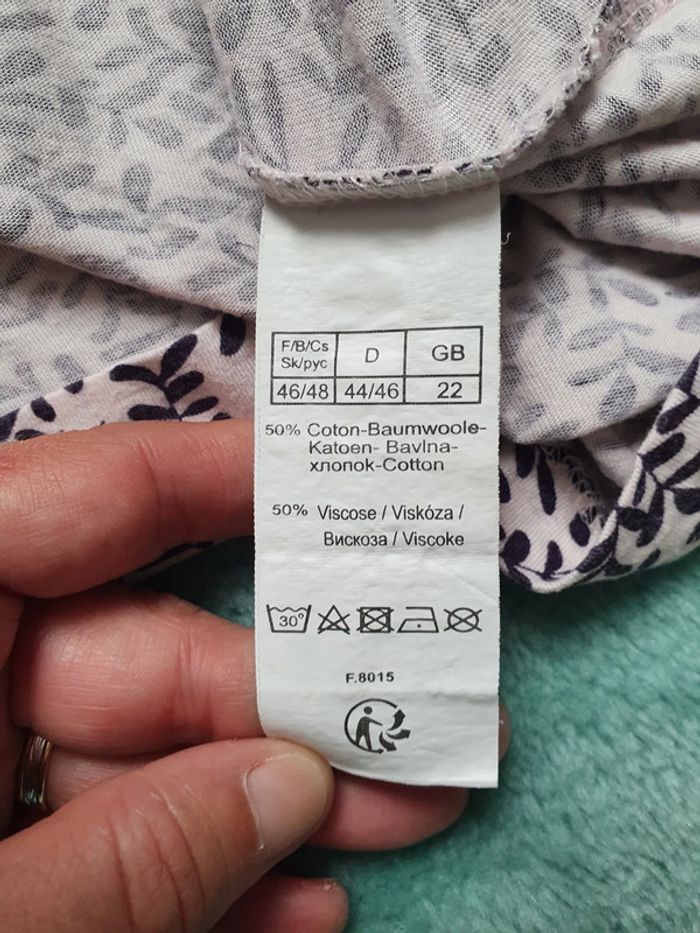 F/B/Cs D GB
Sk/pyc
46/48 44/46 22
50% Coton-Baumwoole-
Katoen- Bavlna-
хлопок-Cotton
50% Viscose / Viskóza /
Вискоза / Viscoke
30°
F.8015